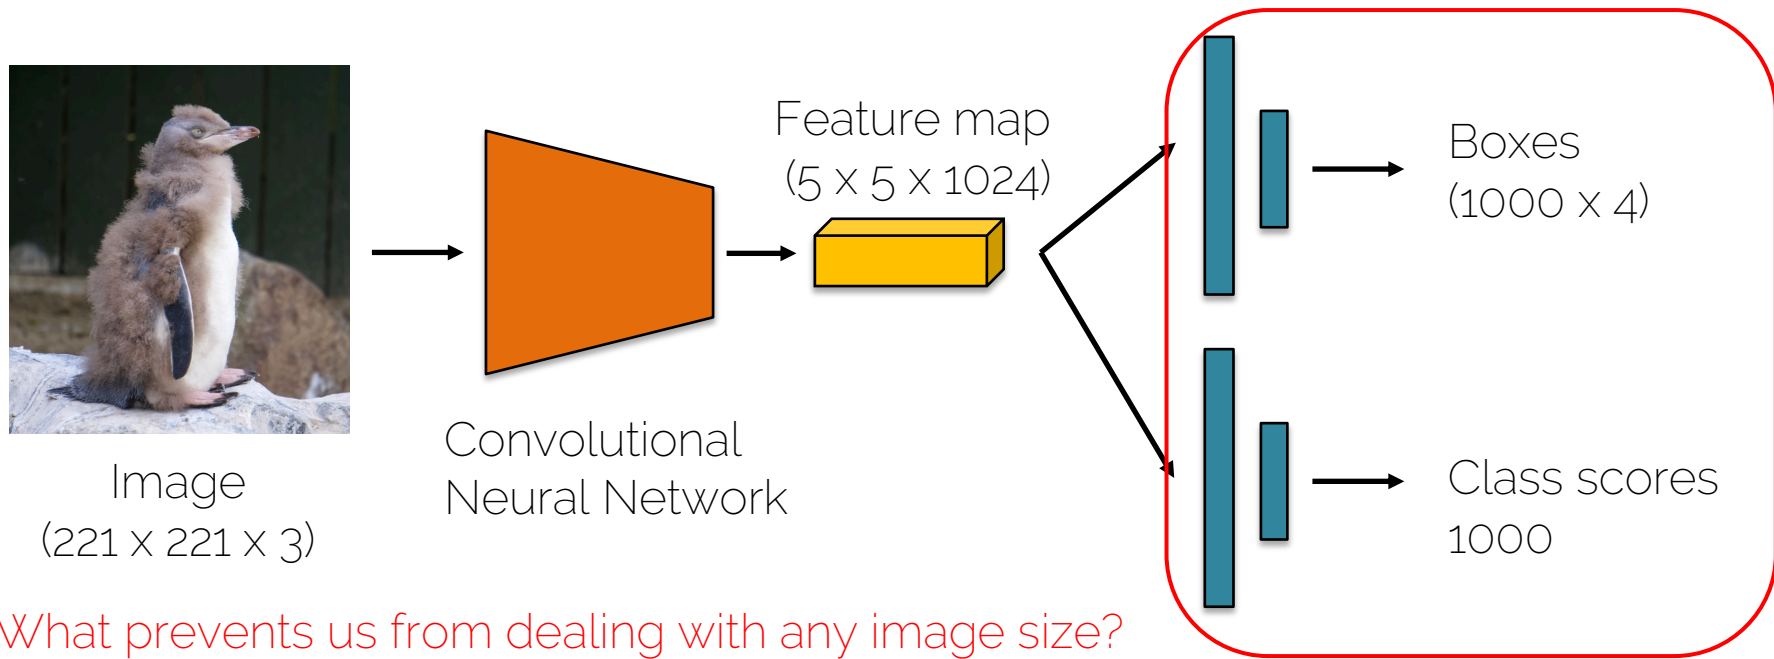 Image
(221 x 221 x 3)
Convolutional
Neural Network
Feature map
(5 x 5 x 1024)
Boxes
(1000 x 4)
Class scores
1000
What prevents us from dealing with any image size?